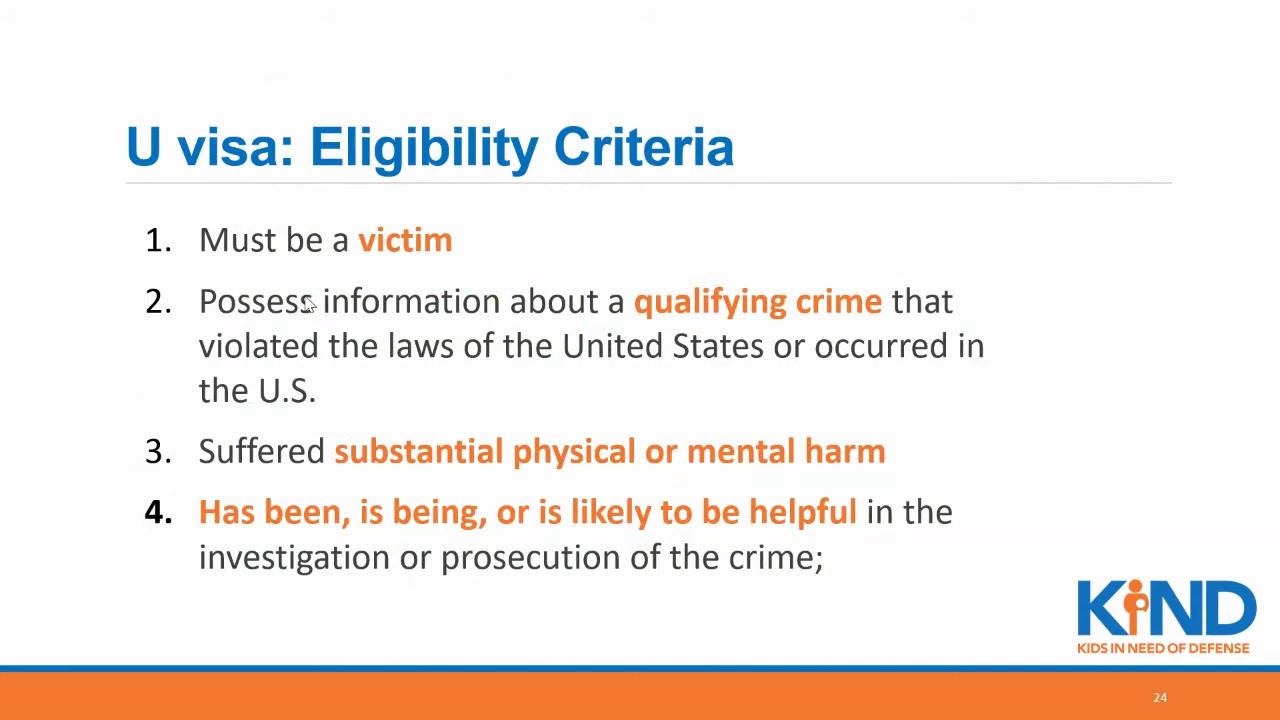 U visa: Eligibility Criteria
1. Must be a victim
2. Possess information about a qualifying crime that
violated the laws of the United States or occurred in
the U.S.
3. Suffered substantial physical or mental harm
4. Has been, is being, or is likely to be helpful in the
investigation or prosecution of the crime;
KiND
KIDS IN NEED OF DEFENSE
24